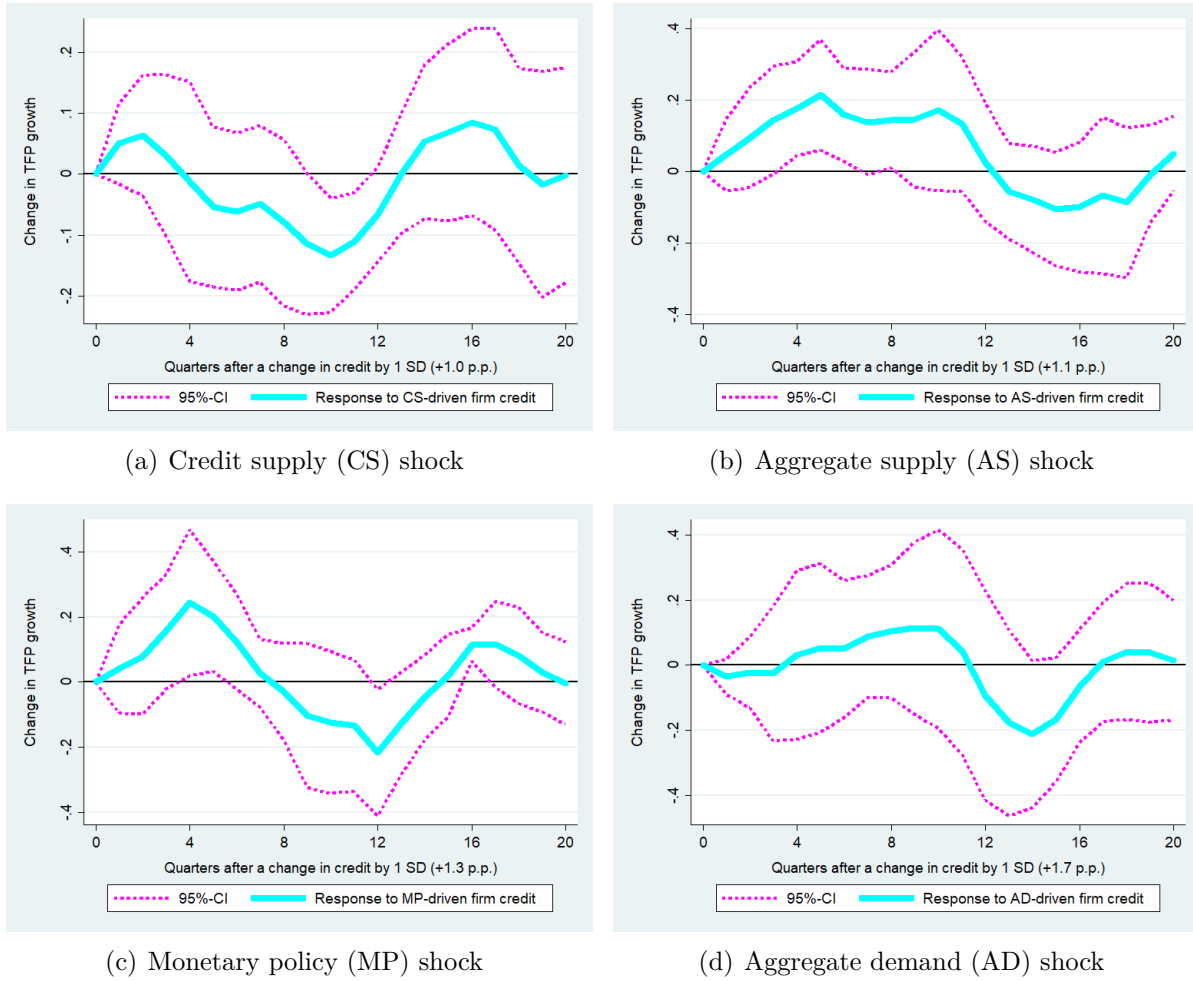 Change in TFP growth
.2
.1
0
-.1
-.2
0 4 8 12 16 20
Quarters after a change in credit by 1 SD (+1.0 p.p.)
95%-CI Response to CS-driven firm credit
(a) Credit supply (CS) shock
Change in TFP growth
.4
.2
0
-.2
-.4
0 4 8 12 16 20
Quarters after a change in credit by 1 SD (+1.1 p.p.)
95%-CI Response to AS-driven firm credit
(b) Aggregate supply (AS) shock
Change in TFP growth
.4
.2
0
-.2
-.4
0 4 8 12 16 20
Quarters after a change in credit by 1 SD (+1.3 p.p.)
95%-CI Response to MP-driven firm credit
(c) Monetary policy (MP) shock
Change in TFP growth
.4
.2
0
-.2
-.4
0 4 8 12 16 20
Quarters after a change in credit by 1 SD (+1.7 p.p.)
95%-CI Response to AD-driven firm credit
(d) Aggregate demand (AD) shock